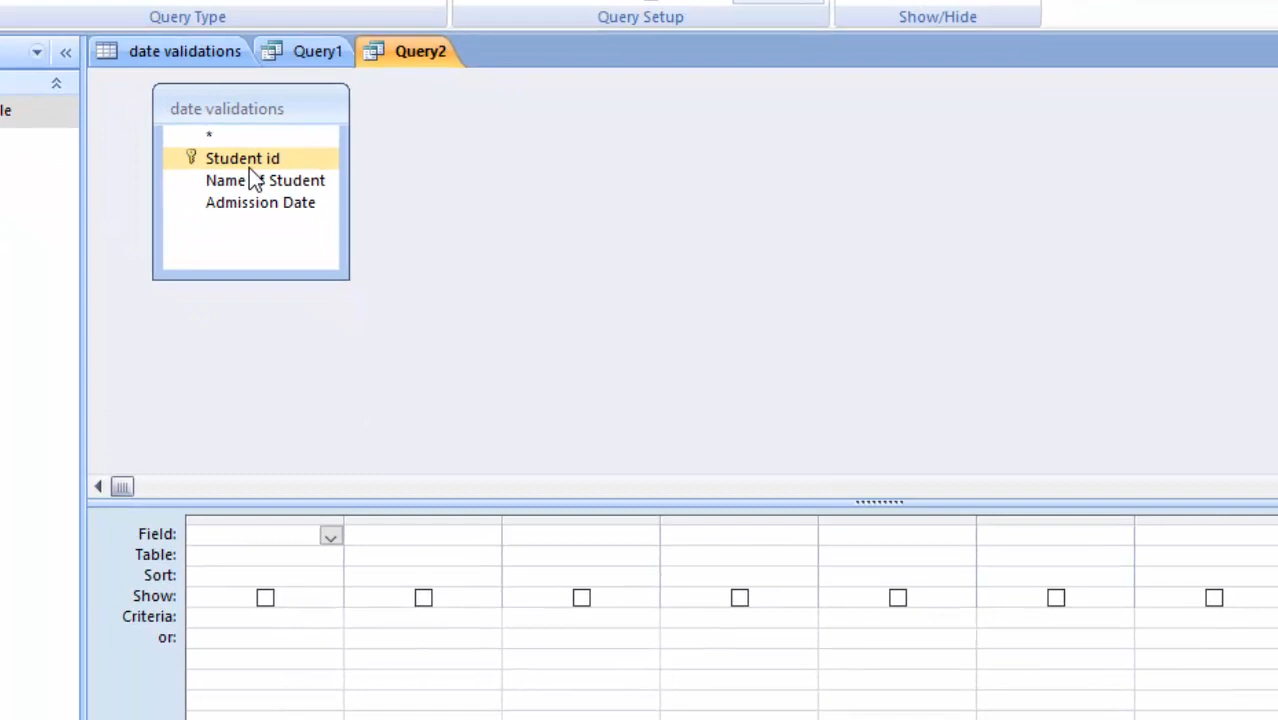 Query Type Query Setup Show/Hide
date validations Query1 Query2
le
date validations
*
Student id
Name Student
Admission Date
Field:
Table:
Sort:
Show:
Criteria:
or: